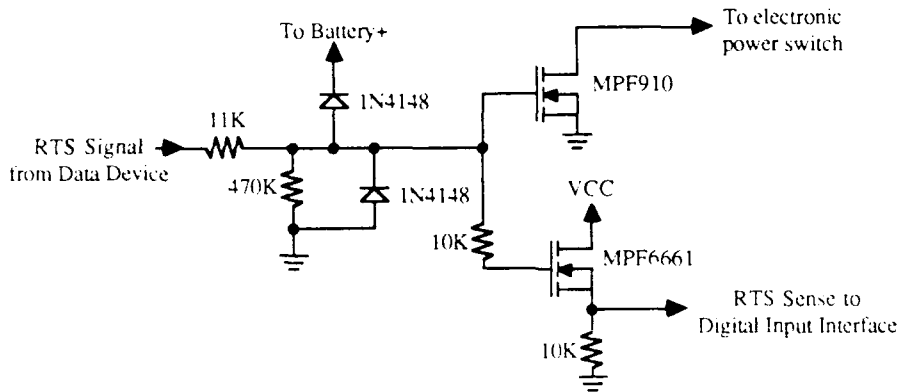 To Battery+
To electronic
power switch
1N4148
MPF910
11K
RTS Signal
from Data Device
470K
1N4148
VCC
10K
MPF6661
RTS Sense to
Digital Input Interface
10K